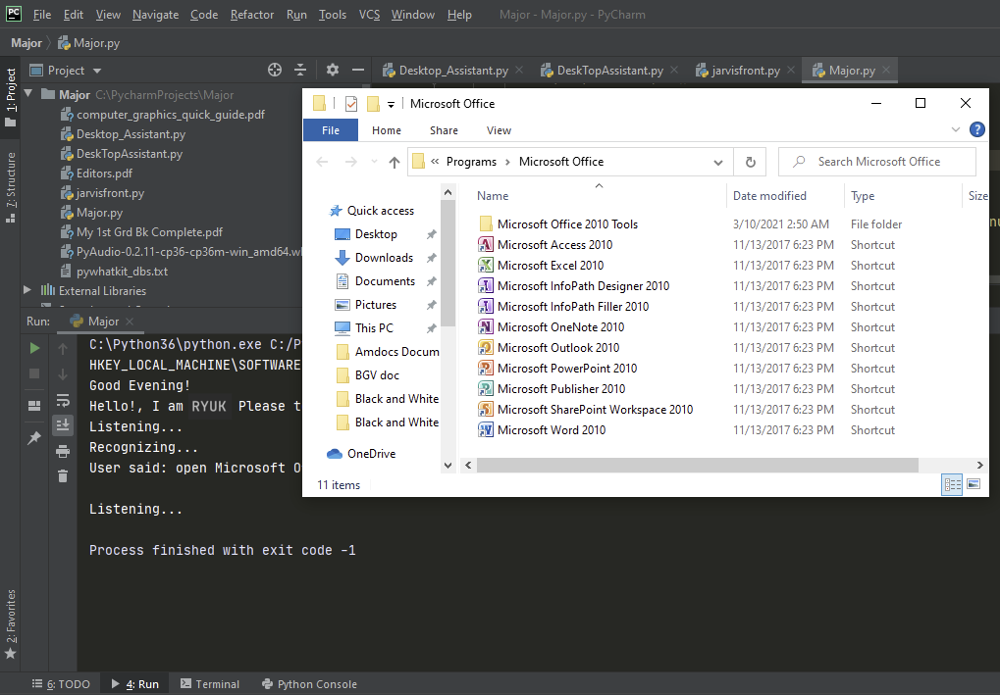 PC File Edit View Navigate Code Refactor Run Tools VCS Window Help Major - Major.py - PyCharm
Major Major.py
Project Desktop_Assistant.py DeskTopAssistant.py jarvisfront.py Major.py
1: Project
7: Structure
2: Favorites
Major C:\PycharmProjects\Major
computer_graphics_quick_guide.pdf
Desktop_Assistant.py
DeskTopAssistant.py
Editors.pdf
jarvisfront.py
Major.py
My 1st Grd Bk Complete.pdf
PyAudio-0.2.11-cp36-cp36m-win_amd64.wh
pywhatkit_dbs.txt
External Libraries
Run: Major
C:\Python36\python.exe C:/P
HKEY_LOCAL_MACHINE\SOFTWARE
Good Evening!
Hello!, I am RYUK Please t
Listening...
Recognizing...
User said: open Microsoft O
Listening...
Process finished with exit code -1
Microsoft Office
File Home Share View
« Programs › Microsoft Office Search Microsoft Office
Quick access
Desktop
Downloads
Documents
Pictures
This PC
Amdocs Docum
BGV doc
Black and White
Black and White
OneDrive
Name Date modified Type Size
Microsoft Office 2010 Tools 3/10/2021 2:50 AM File folder
Microsoft Access 2010 11/13/2017 6:23 PM Shortcut
Microsoft Excel 2010 11/13/2017 6:23 PM Shortcut
Microsoft InfoPath Designer 2010 11/13/2017 6:23 PM Shortcut
Microsoft InfoPath Filler 2010 11/13/2017 6:23 PM Shortcut
Microsoft OneNote 2010 11/13/2017 6:23 PM Shortcut
Microsoft Outlook 2010 11/13/2017 6:23 PM Shortcut
Microsoft PowerPoint 2010 11/13/2017 6:23 PM Shortcut
Microsoft Publisher 2010 11/13/2017 6:23 PM Shortcut
Microsoft SharePoint Workspace 2010 11/13/2017 6:23 PM Shortcut
Microsoft Word 2010 11/13/2017 6:23 PM Shortcut
11 items
6: TODO 4: Run Terminal Python Console